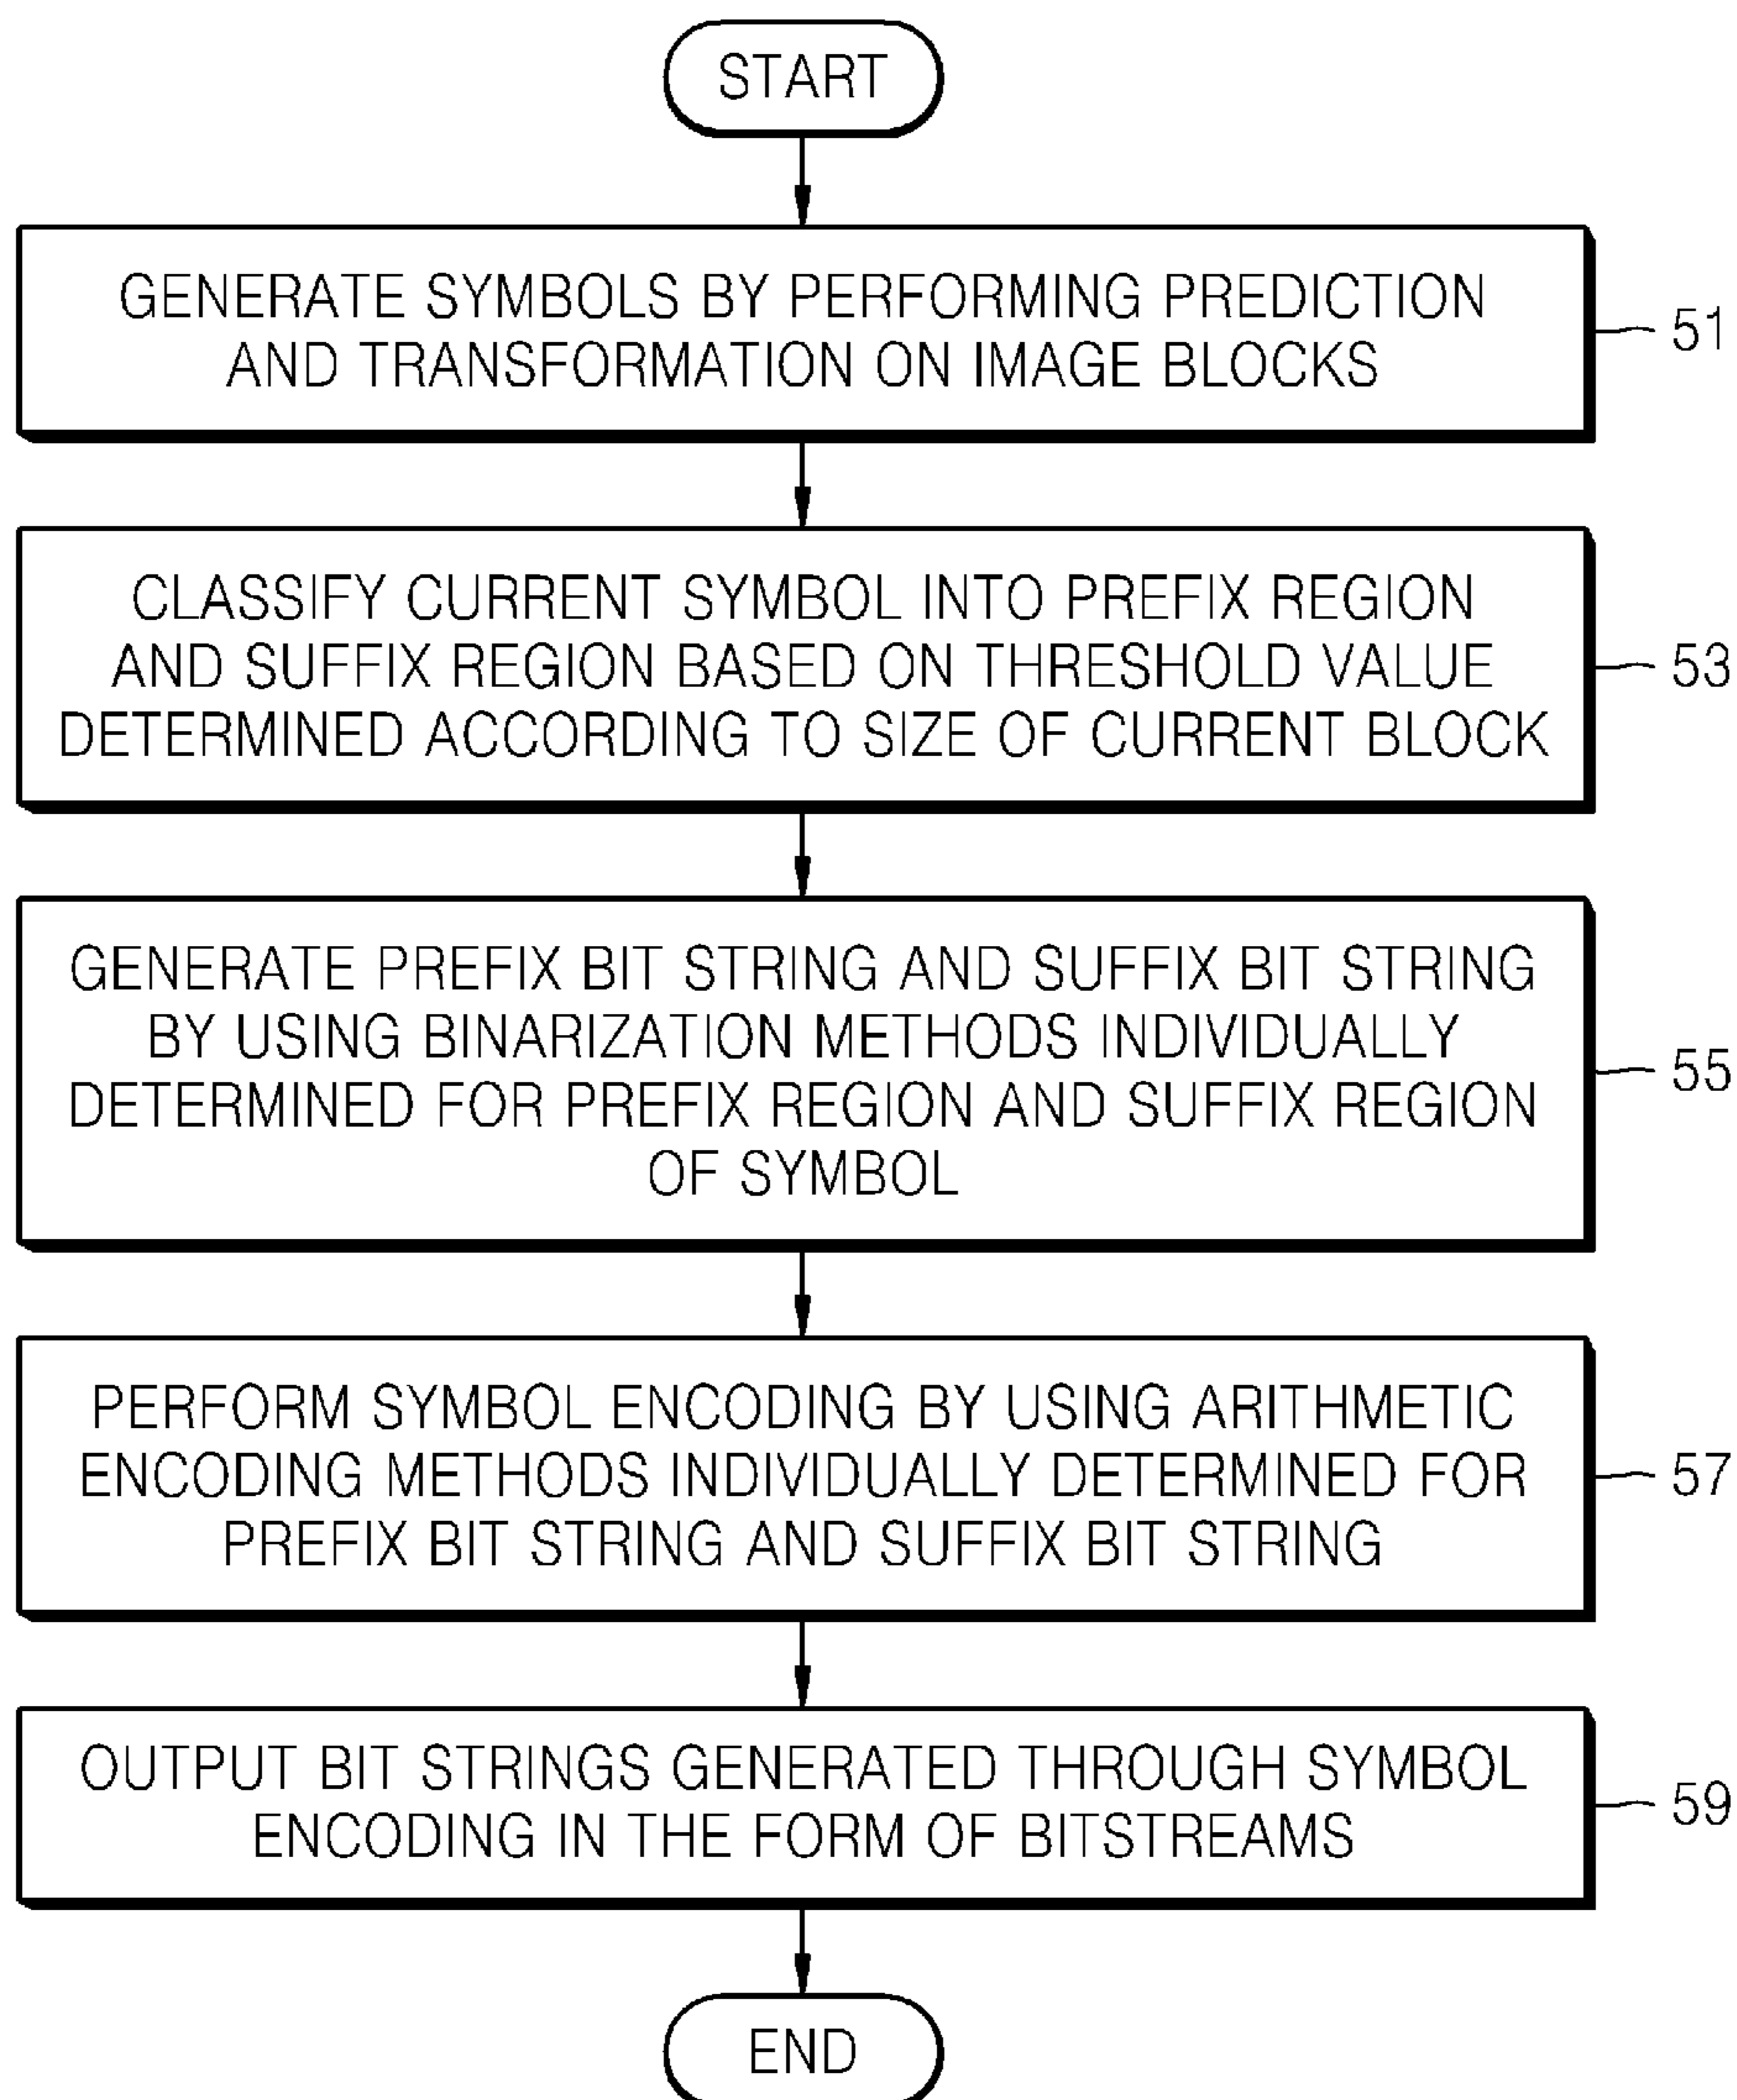 START
GENERATE SYMBOLS BY PERFORMING PREDICTION
AND TRANSFORMATION ON IMAGE BLOCKS
51
CLASSIFY CURRENT SYMBOL INTO PREFIX REGION
AND SUFFIX REGION BASED ON THRESHOLD VALUE
DETERMINED ACCORDING TO SIZE OF CURRENT BLOCK
53
GENERATE PREFIX BIT STRING AND SUFFIX BIT STRING
BY USING BINARIZATION METHODS INDIVIDUALLY
DETERMINED FOR PREFIX REGION AND SUFFIX REGION
OF SYMBOL
55
PERFORM SYMBOL ENCODING BY USING ARITHMETIC
ENCODING METHODS INDIVIDUALLY DETERMINED FOR
PREFIX BIT STRING AND SUFFIX BIT STRING
57
OUTPUT BIT STRINGS GENERATED THROUGH SYMBOL
ENCODING IN THE FORM OF BITSTREAMS
59
END